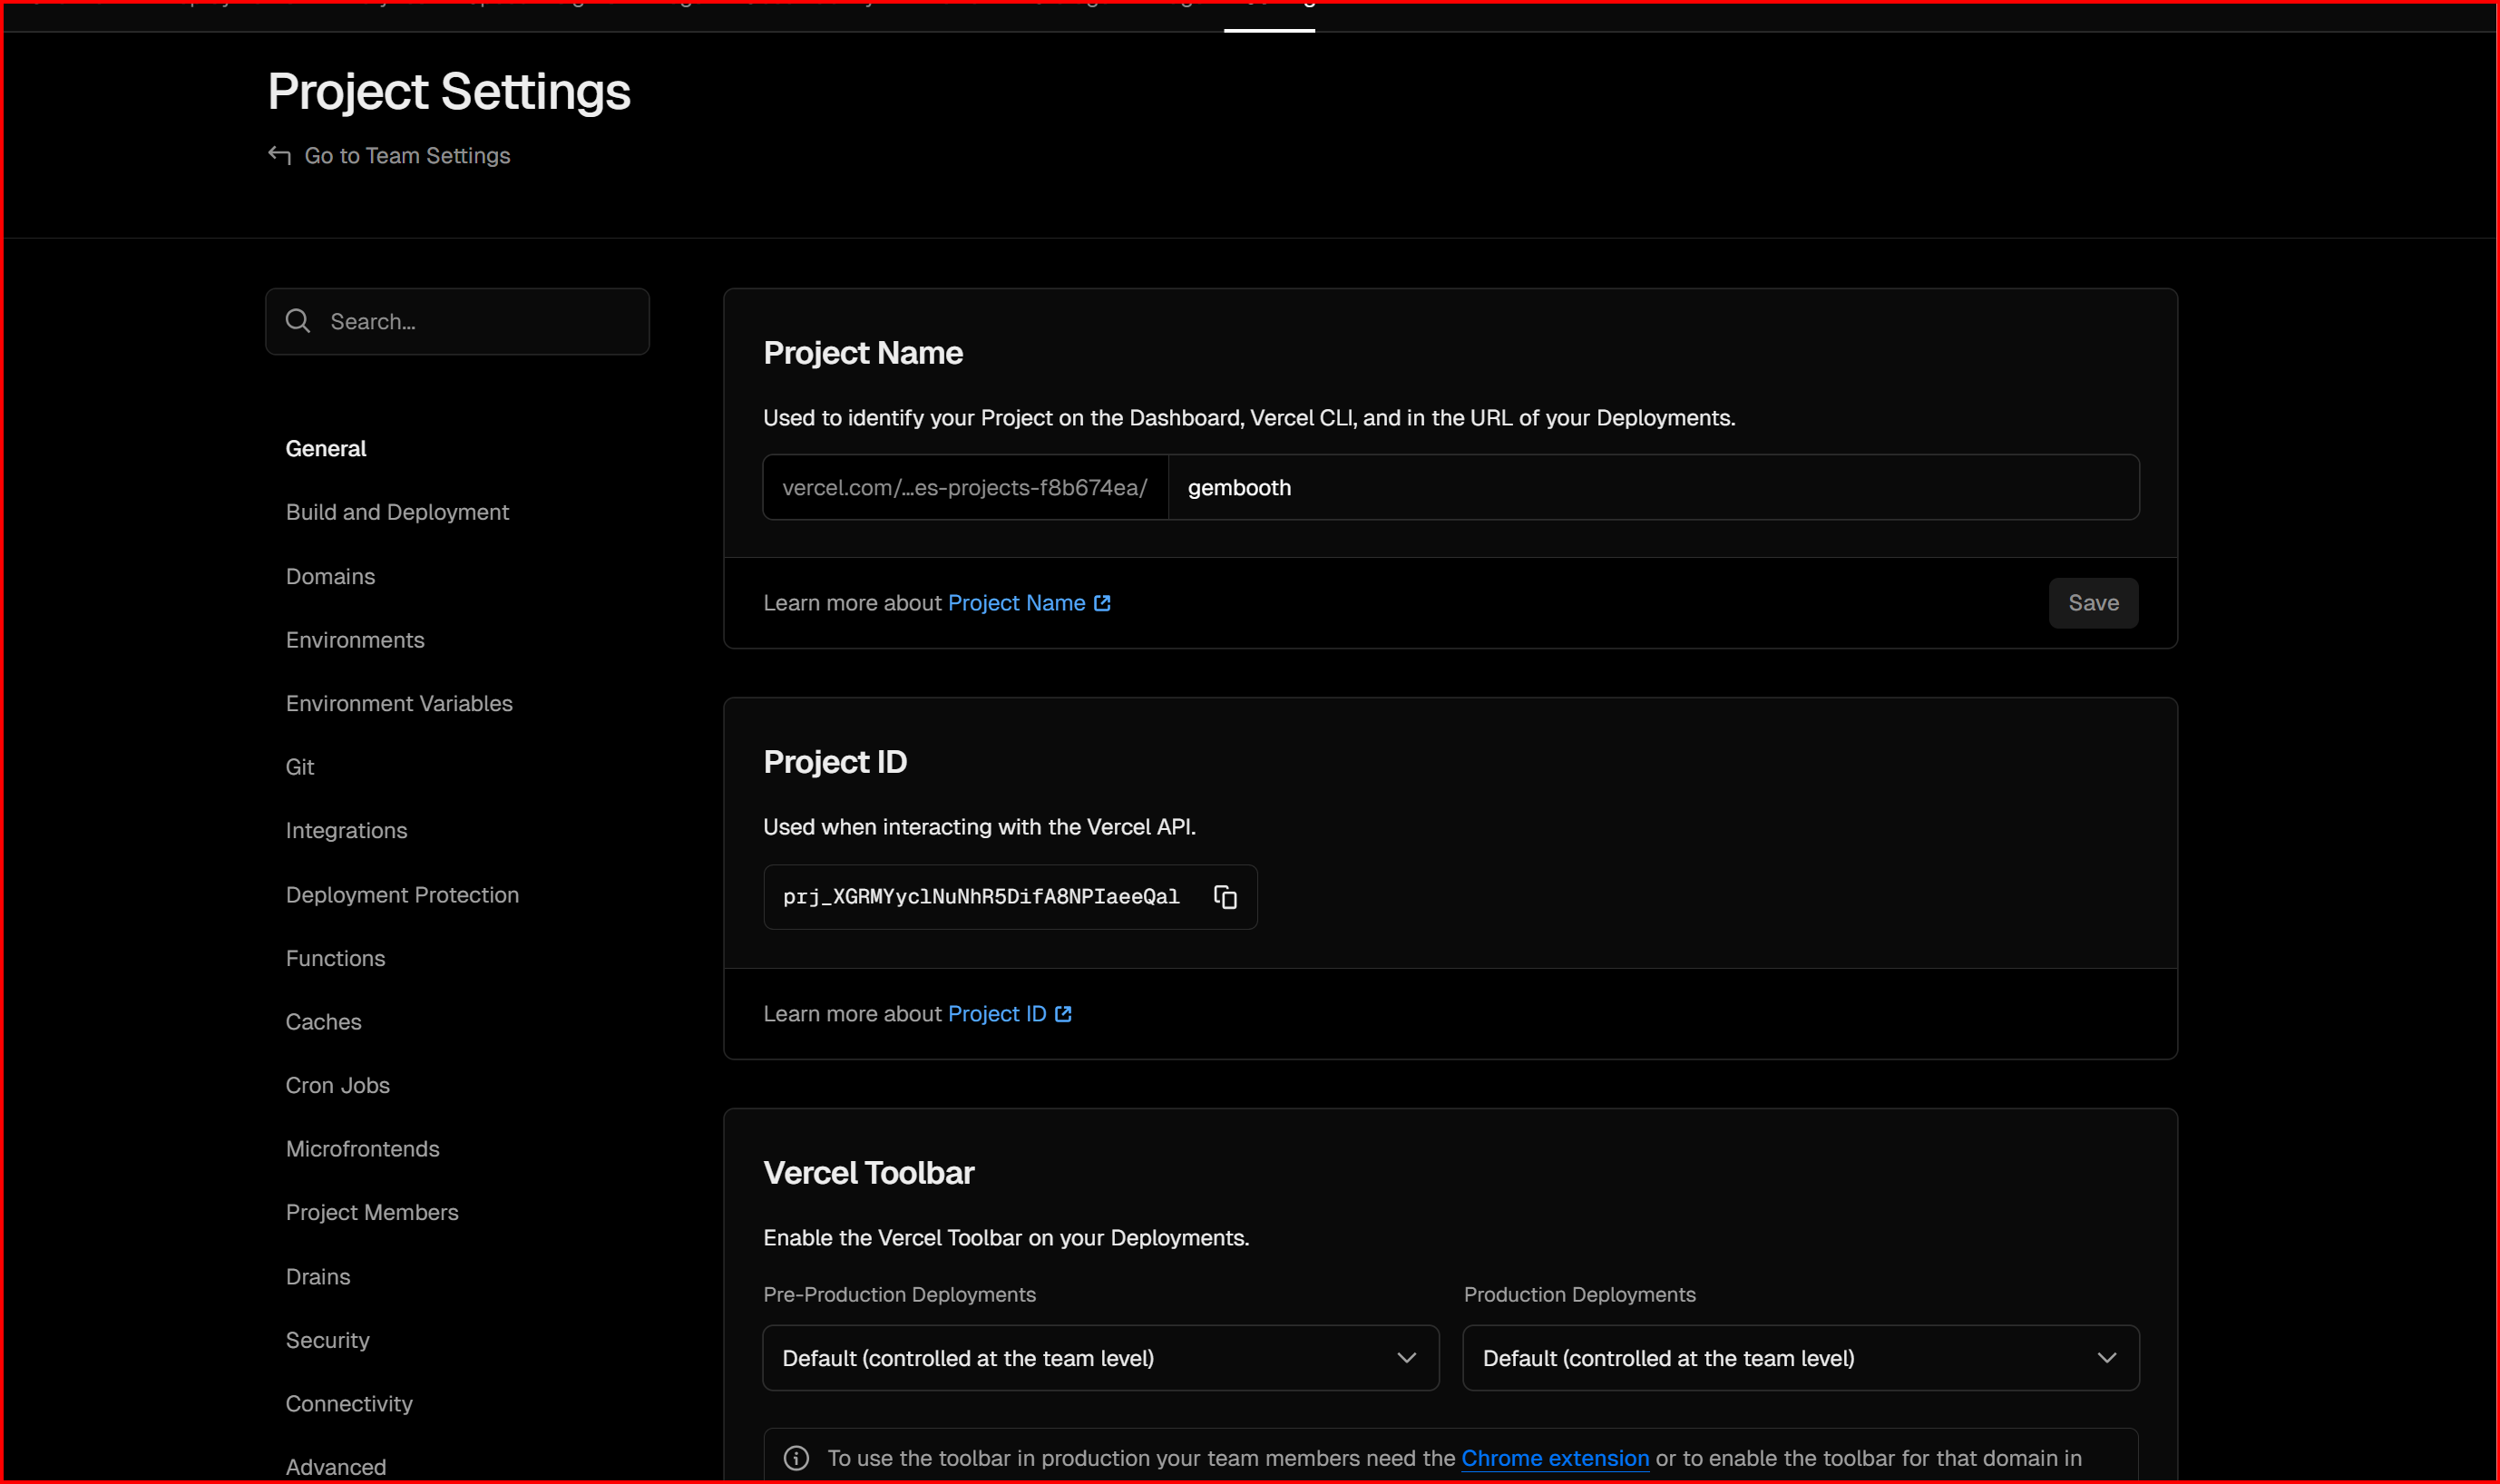 Project Settings
Go to Team Settings
Search...
General
Build and Deployment
Domains
Environments
Environment Variables
Git
Integrations
Deployment Protection
Functions
Caches
Cron Jobs
Microfrontends
Project Members
Drains
Security
Connectivity
Advanced
Project Name
Used to identify your Project on the Dashboard, Vercel CLI, and in the URL of your Deployments.
vercel.com/...es-projects-f8b674ea/ gembooth
Learn more about Project Name
Save
Project ID
Used when interacting with the Vercel API.
prj_XGRMYyclNuNhR5DifA8NPIaeeQal
Learn more about Project ID
Vercel Toolbar
Enable the Vercel Toolbar on your Deployments.
Pre-Production Deployments
Production Deployments
Default (controlled at the team level)
Default (controlled at the team level)
To use the toolbar in production your team members need the Chrome extension or to enable the toolbar for that domain in